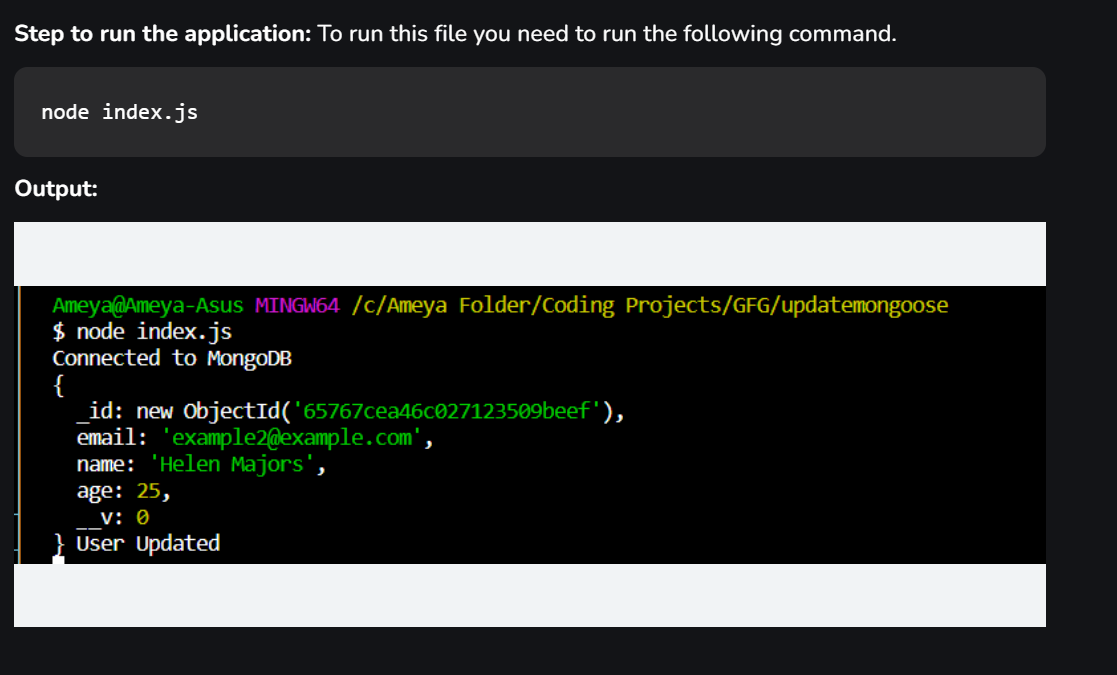 Step to run the application: To run this file you need to run the following command.
node index.js
Output:
Ameya@Ameya-Asus MINGW64 /c/Ameya Folder/Coding Projects/GFG/updatemongoose
$ node index.js
Connected to MongoDB
{
  _id: new ObjectId('65767cea46c027123509beef'),
  email: 'example2@example.com',
  name: 'Helen Majors',
  age: 25,
  __v: 0
} User Updated